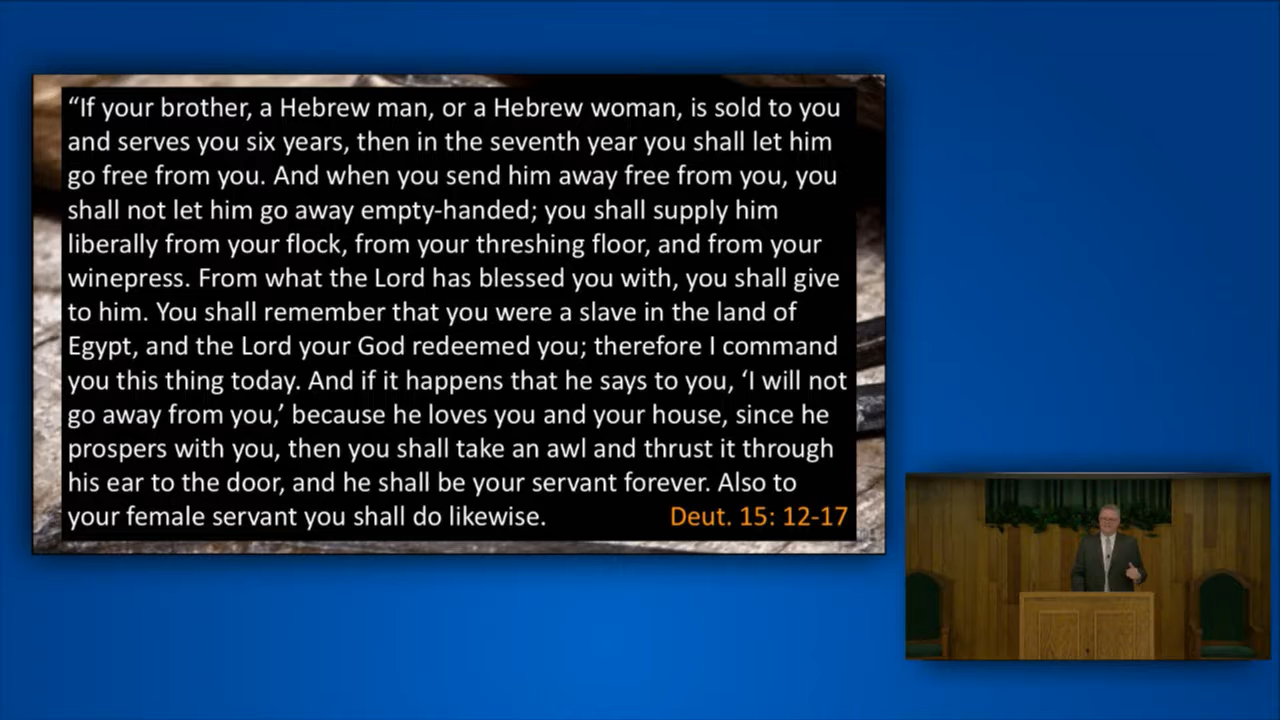 “If your brother, a Hebrew man, or a Hebrew woman, is sold to you
and serves you six years, then in the seventh year you shall let him
go free from you. And when you send him away free from you, you
shall not let him go away empty-handed; you shall supply him
liberally from your flock, from your threshing floor, and from your
winepress. From what the Lord has blessed you with, you shall give
to him. You shall remember that you were a slave in the land of
Egypt, and the Lord your God redeemed you; therefore I command
you this thing today. And if it happens that he says to you, ‘I will not
go away from you,’ because he loves you and your house, since he
prospers with you, then you shall take an awl and thrust it through
his ear to the door, and he shall be your servant forever. Also to
your female servant you shall do likewise. Deut. 15: 12-17